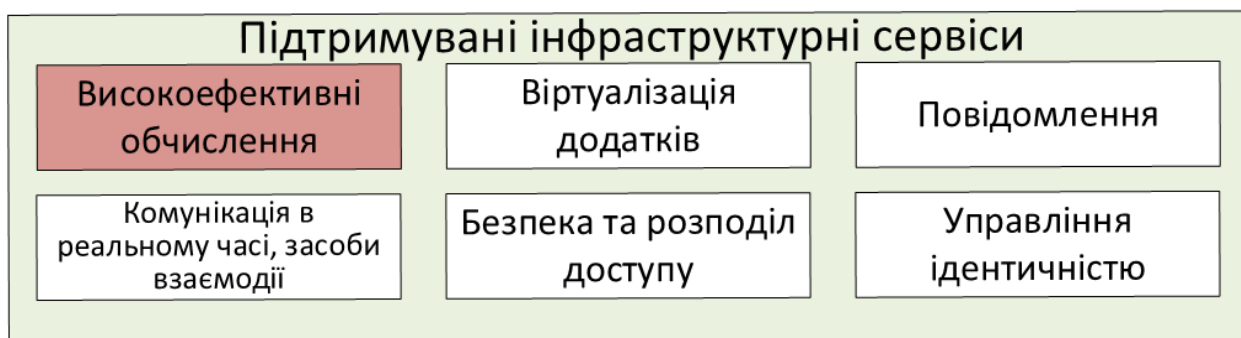 Підтримувані інфраструктурні сервіси
Високоефективні
обчислення
Віртуалізація
додатків
Повідомлення
Комунікація в
реальному часі, засоби
взаємодії
Безпека та розподіл
доступу
Управління
ідентичністю